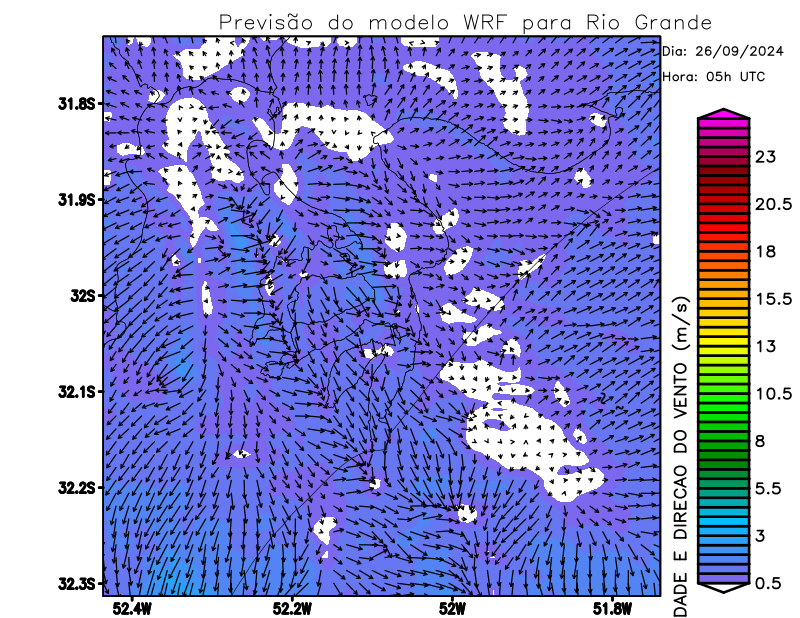 Previsão do modelo WRF para Rio Grande
Dia: 26/09/2024
Hora: 05h UTC
31.8S
31.9S
32S
32.1S
32.2S
32.3S
52.4W
52.2W
52W
51.8W
DADE E DIRECAO DO VENTO (m/s)
23
20.5
18
15.5
13
10.5
8
5.5
3
0.5